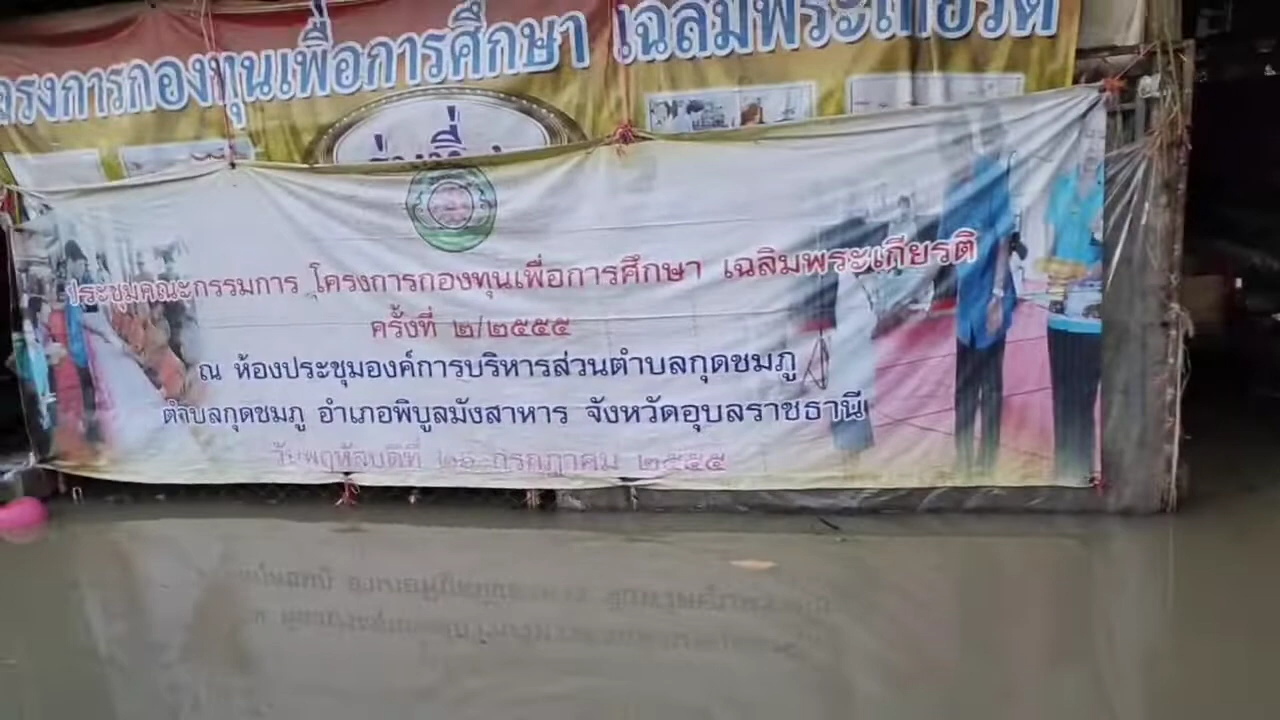 โครงการกองทุนเพื่อการศึกษา เฉลิมพระเกียรติ
ประชุมคณะกรรมการ โครงการกองทุนเพื่อการศึกษา เฉลิมพระเกียรติ
ครั้งที่ ๒/๒๕๕๕
ณ ห้องประชุมองค์การบริหารส่วนตำบลกุดชมภู
ตำบลกุดชมภู อำเภอพิบูลมังสาหาร จังหวัดอุบลราชธานี
วันพฤหัสบดีที่ ๒๖ กรกฎาคม ๒๕๕๕